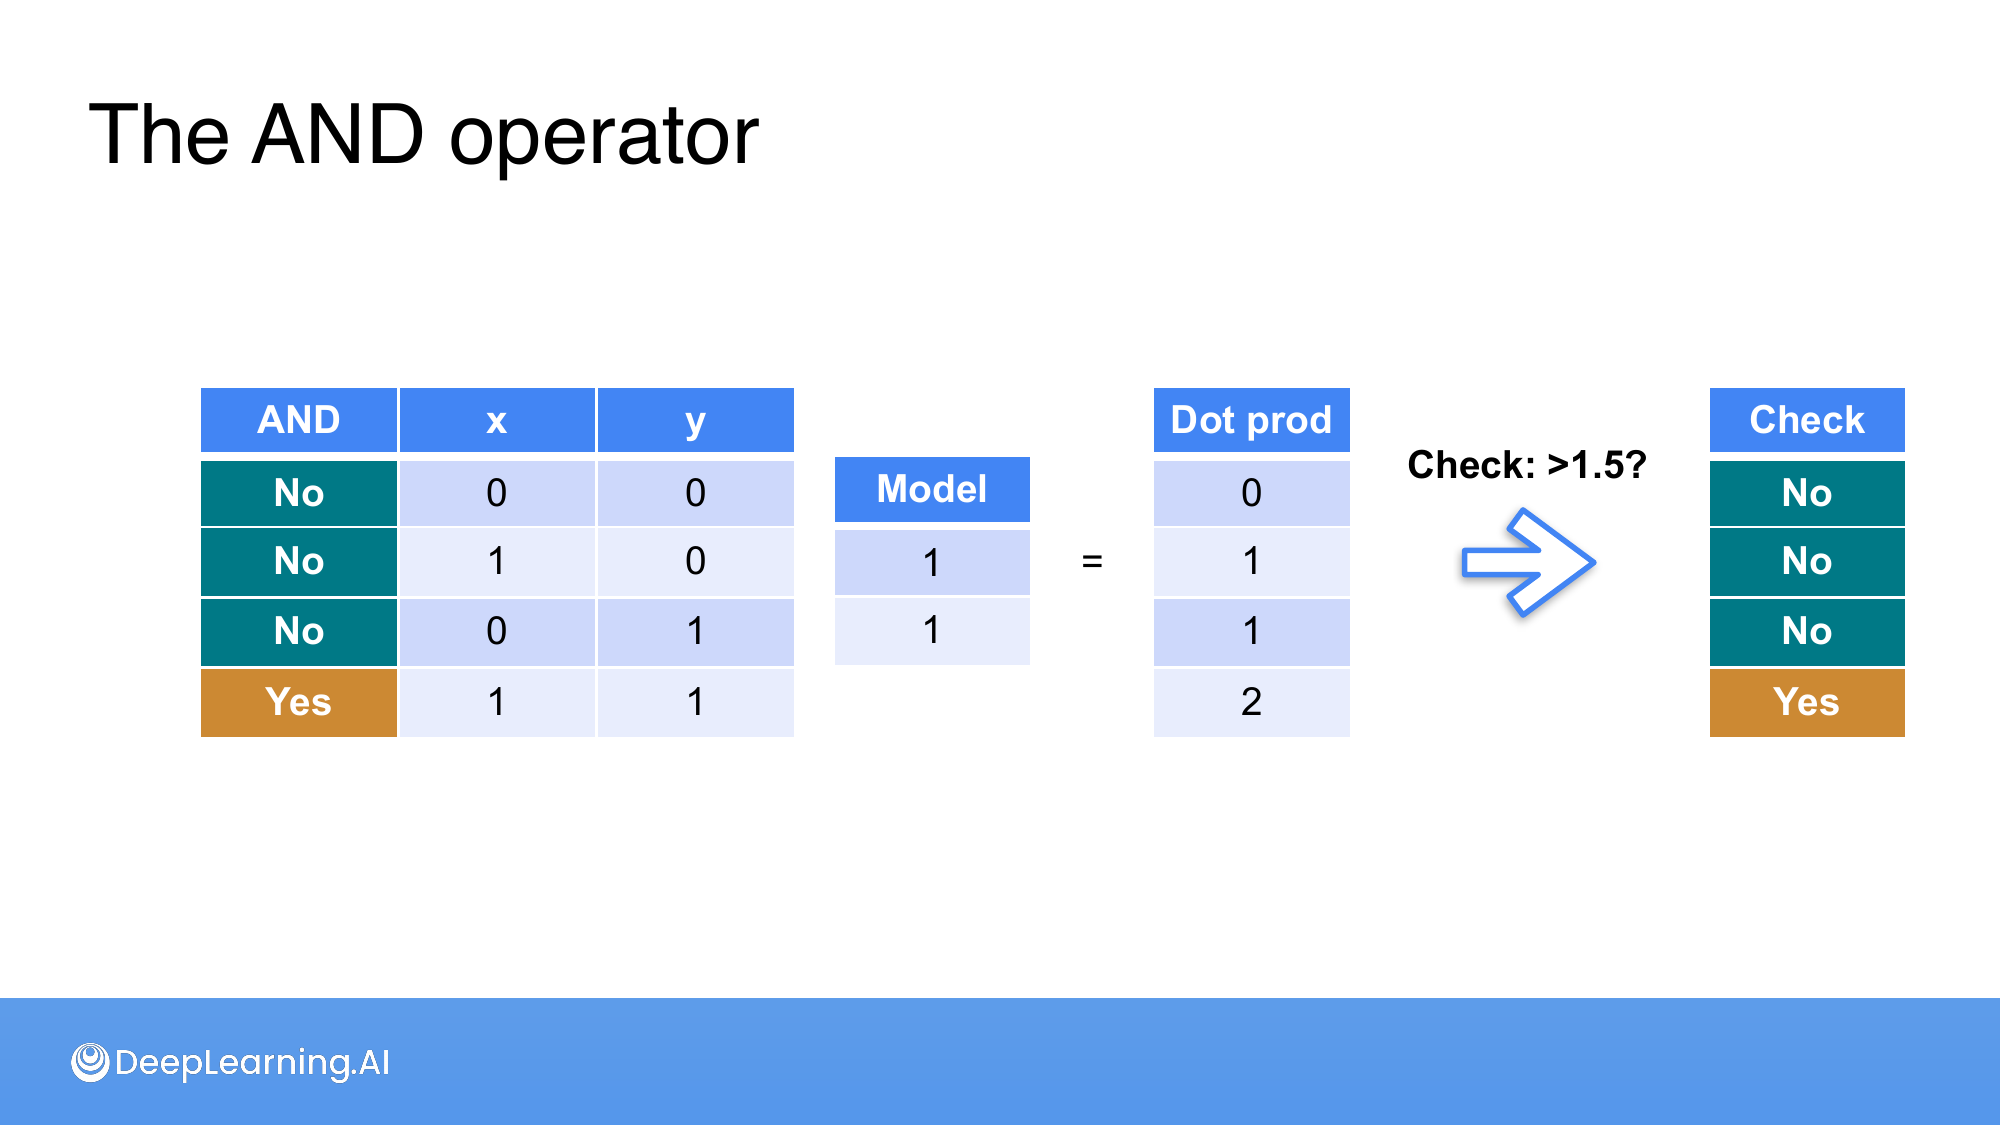 The AND operator
AND x y
No 0 0
No 1 0
No 0 1
Yes 1 1
Model
1
1
=
Dot prod
0
1
1
2
Check: >1.5?
Check
No
No
No
Yes
DeepLearning.AI